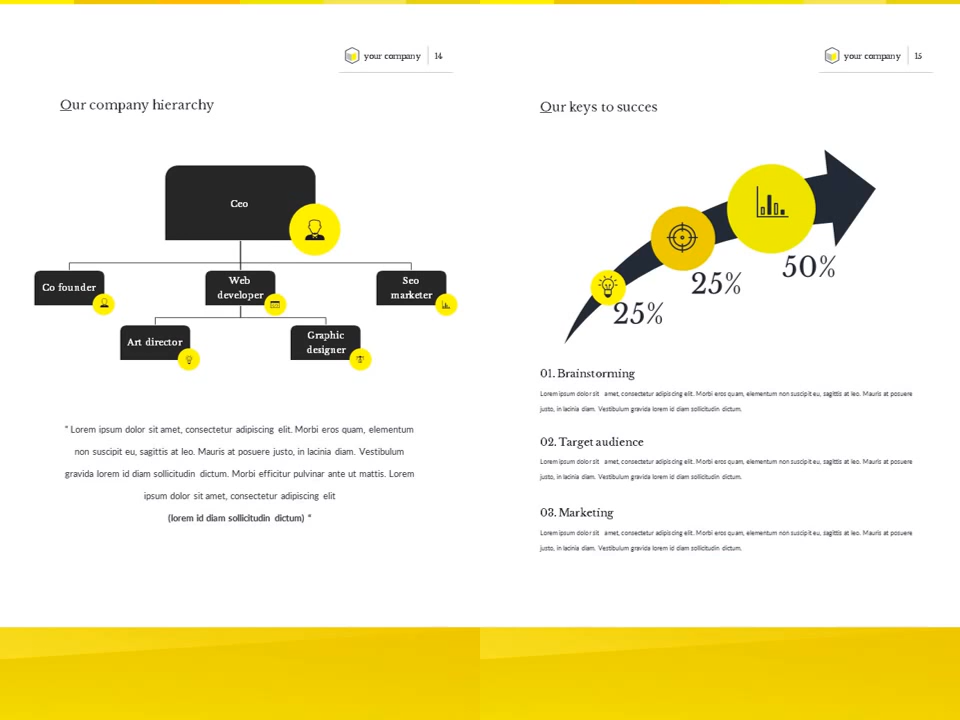 your company
14
Our company hierarchy
Ceo
Co founder
Web
developer
Seo
marketer
Art director
Graphic
designer
" Lorem ipsum dolor sit amet, consectetur adipiscing elit. Morbi eros quam, elementum
non suscipit eu, sagittis at leo. Mauris at posuere justo, in lacinia diam. Vestibulum
gravida lorem id diam sollicitudin dictum. Morbi efficitur pulvinar ante ut mattis. Lorem
ipsum dolor sit amet, consectetur adipiscing elit
(lorem id diam sollicitudin dictum) "
your company
15
Our keys to succes
25%
25%
50%
01. Brainstorming
Lorem ipsum dolor sit amet, consectetur adipiscing elit. Morbi eros quam, elementum non suscipit eu, sagittis at leo. Mauris at posuere
justo, in lacinia diam. Vestibulum gravida lorem id diam sollicitudin dictum.
02. Target audience
Lorem ipsum dolor sit amet, consectetur adipiscing elit. Morbi eros quam, elementum non suscipit eu, sagittis at leo. Mauris at posuere
justo, in lacinia diam. Vestibulum gravida lorem id diam sollicitudin dictum.
03. Marketing
Lorem ipsum dolor sit amet, consectetur adipiscing elit. Morbi eros quam, elementum non suscipit eu, sagittis at leo. Mauris at posuere
justo, in lacinia diam. Vestibulum gravida lorem id diam sollicitudin dictum.